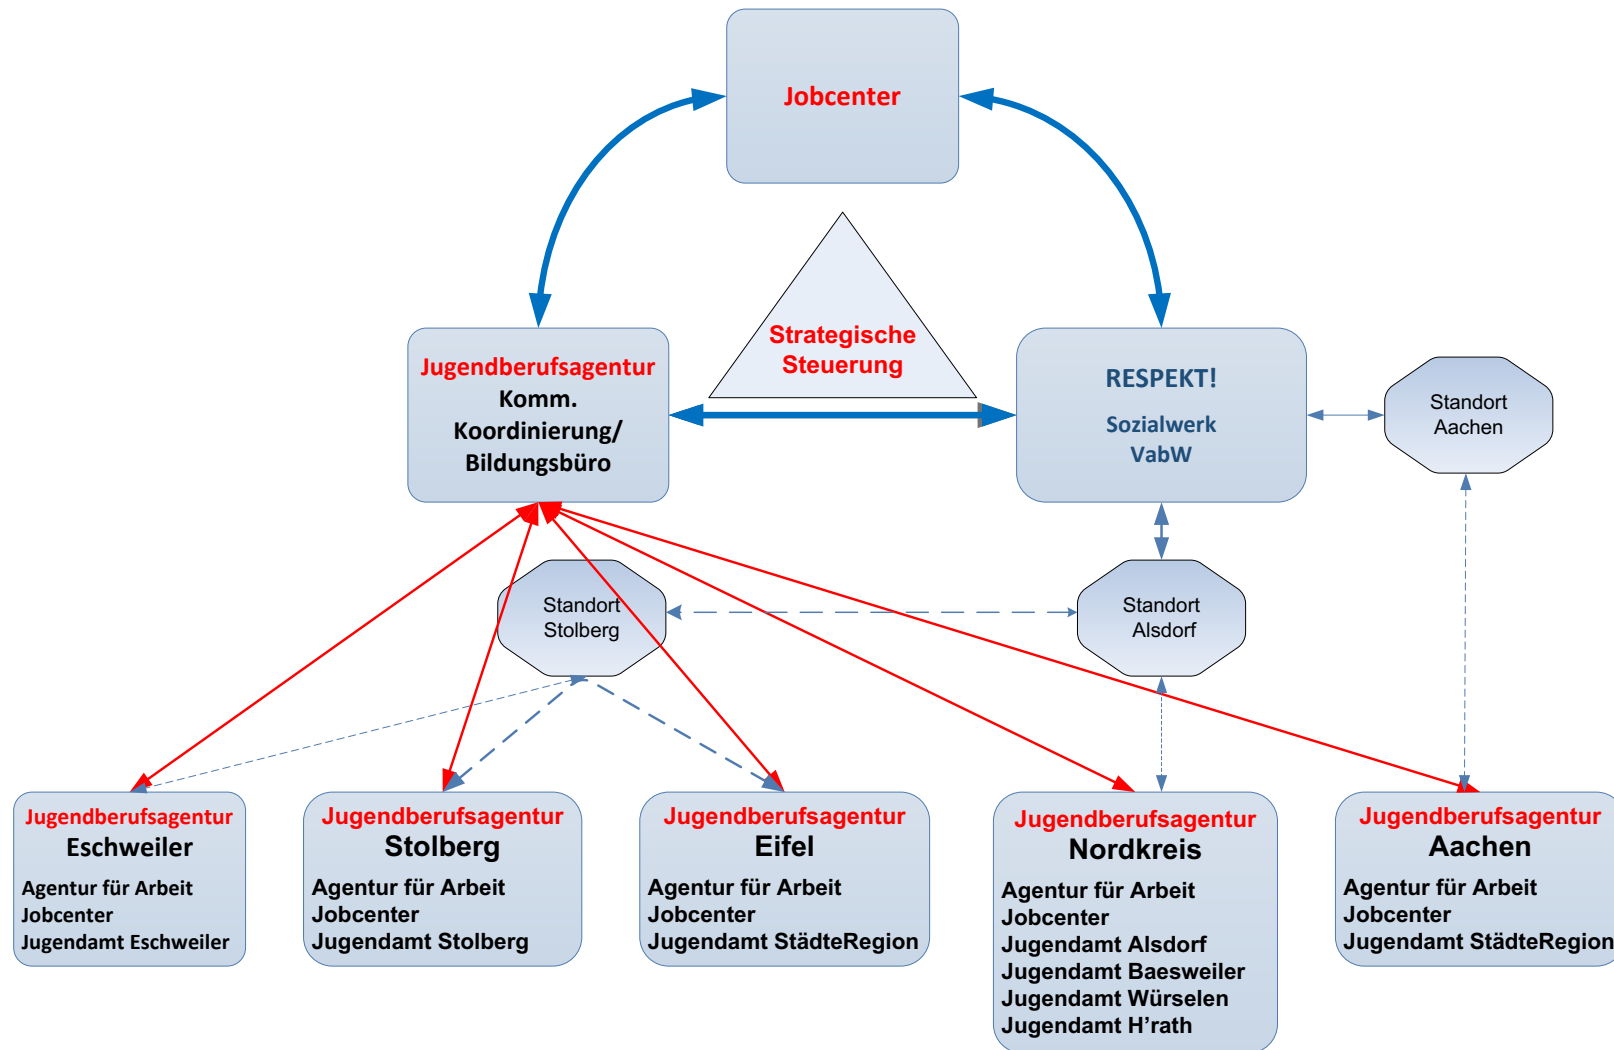 Jobcenter
Strategische
Steuerung
Jugendberufsagentur
Komm.
Koordinierung/
Bildungsbüro
RESPEKT!
Sozialwerk
VabW
Standort
Aachen
Standort
Stolberg
Standort
Alsdorf
Jugendberufsagentur
Eschweiler
Agentur für Arbeit
Jobcenter
Jugendamt Eschweiler
Jugendberufsagentur
Stolberg
Agentur für Arbeit
Jobcenter
Jugendamt Stolberg
Jugendberufsagentur
Eifel
Agentur für Arbeit
Jobcenter
Jugendamt StädteRegion
Jugendberufsagentur
Nordkreis
Agentur für Arbeit
Jobcenter
Jugendamt Alsdorf
Jugendamt Baesweiler
Jugendamt Würselen
Jugendamt H’rath
Jugendberufsagentur
Aachen
Agentur für Arbeit
Jobcenter
Jugendamt StädteRegion